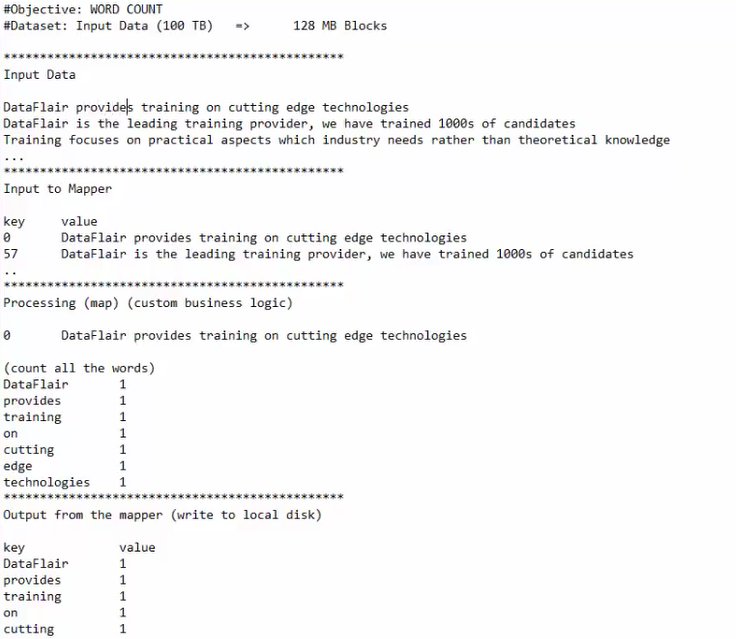 #Objective: WORD COUNT
#Dataset: Input Data (100 TB)   =>      128 MB Blocks
***********************************************
Input Data
DataFlair provides training on cutting edge technologies
DataFlair is the leading training provider, we have trained 1000s of candidates
Training focuses on practical aspects which industry needs rather than theoretical knowledge
...
***********************************************
Input to Mapper
key     value
0       DataFlair provides training on cutting edge technologies
57      DataFlair is the leading training provider, we have trained 1000s of candidates
..
***********************************************
Processing (map) (custom business logic)
0       DataFlair provides training on cutting edge technologies
(count all the words)
DataFlair       1
provides        1
training        1
on              1
cutting         1
edge            1
technologies    1
***********************************************
Output from the mapper (write to local disk)
key             value
DataFlair       1
provides        1
training        1
on              1
cutting         1